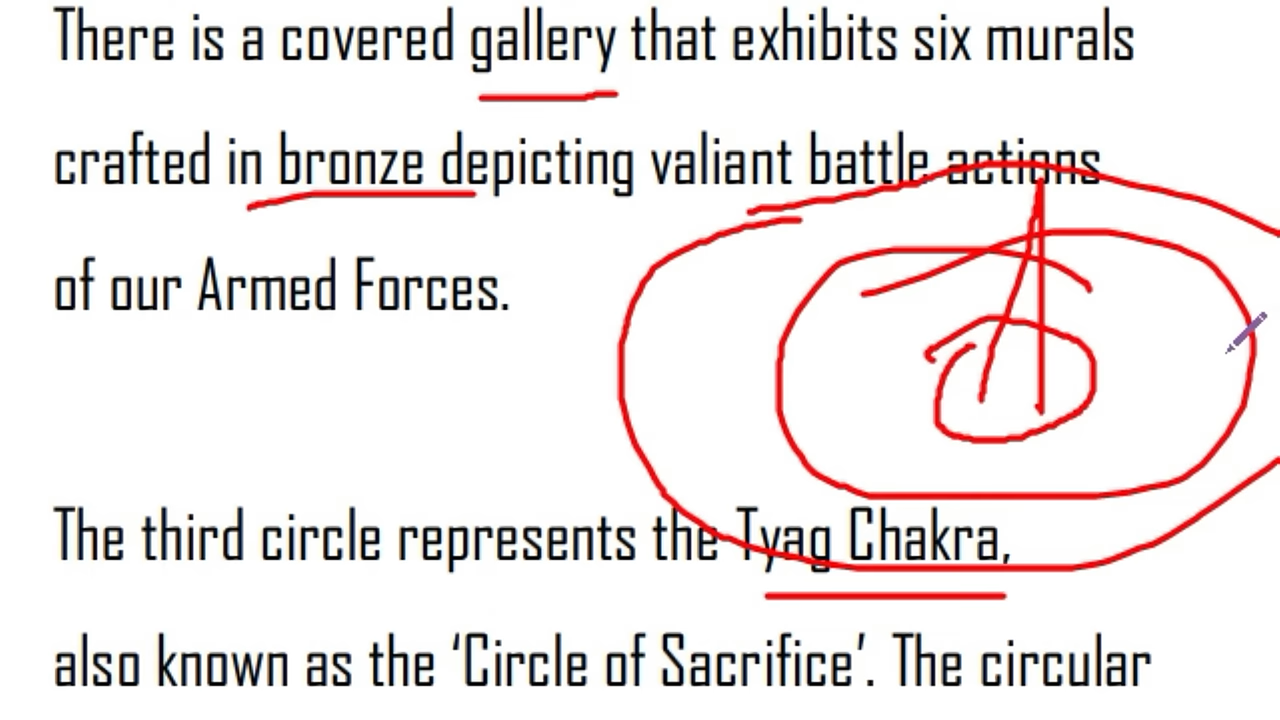 There is a covered gallery that exhibits six murals
crafted in bronze depicting valiant battle actions
of our Armed Forces.
The third circle represents the Tyag Chakra,
also known as the ‘Circle of Sacrifice’. The circular